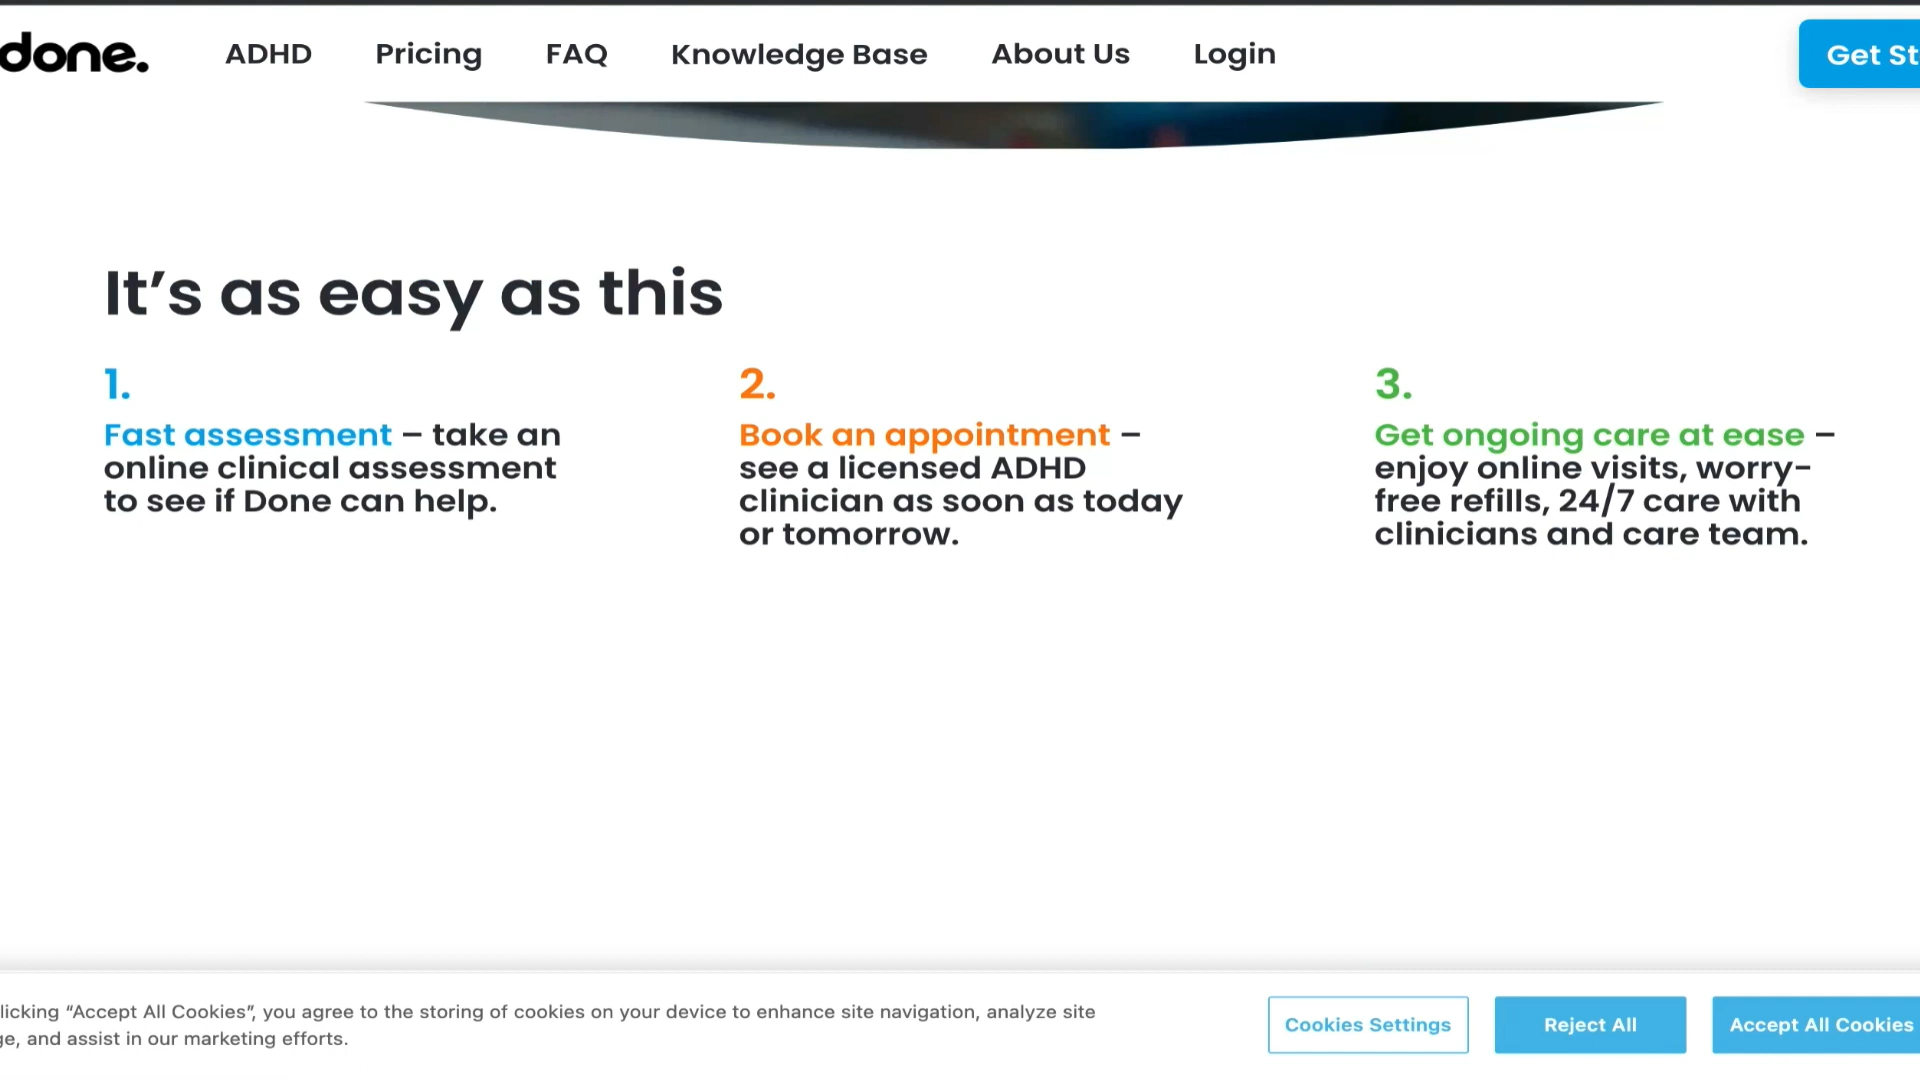 done.
ADHD
Pricing
FAQ
Knowledge Base
About Us
Login
Get St
It’s as easy as this
1.
Fast assessment – take an
online clinical assessment
to see if Done can help.
2.
Book an appointment –
see a licensed ADHD
clinician as soon as today
or tomorrow.
3.
Get ongoing care at ease –
enjoy online visits, worry-
free refills, 24/7 care with
clinicians and care team.
licking “Accept All Cookies”, you agree to the storing of cookies on your device to enhance site navigation, analyze site
ge, and assist in our marketing efforts.
Cookies Settings
Reject All
Accept All Cookies